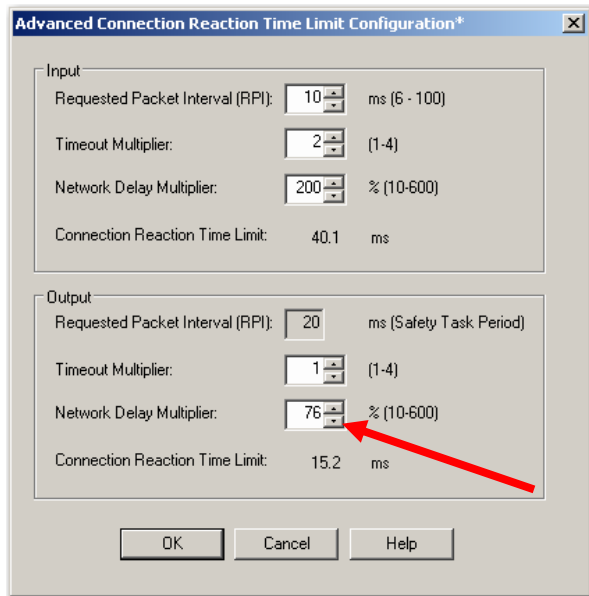 Advanced Connection Reaction Time Limit Configuration*
Input
Requested Packet Interval (RPI): 10 ms (6 - 100)
Timeout Multiplier: 2 (1-4)
Network Delay Multiplier: 200 % (10-600)
Connection Reaction Time Limit: 40.1 ms
Output
Requested Packet Interval (RPI): 20 ms (Safety Task Period)
Timeout Multiplier: 1 (1-4)
Network Delay Multiplier: 76 % (10-600)
Connection Reaction Time Limit: 15.2 ms
OK Cancel Help